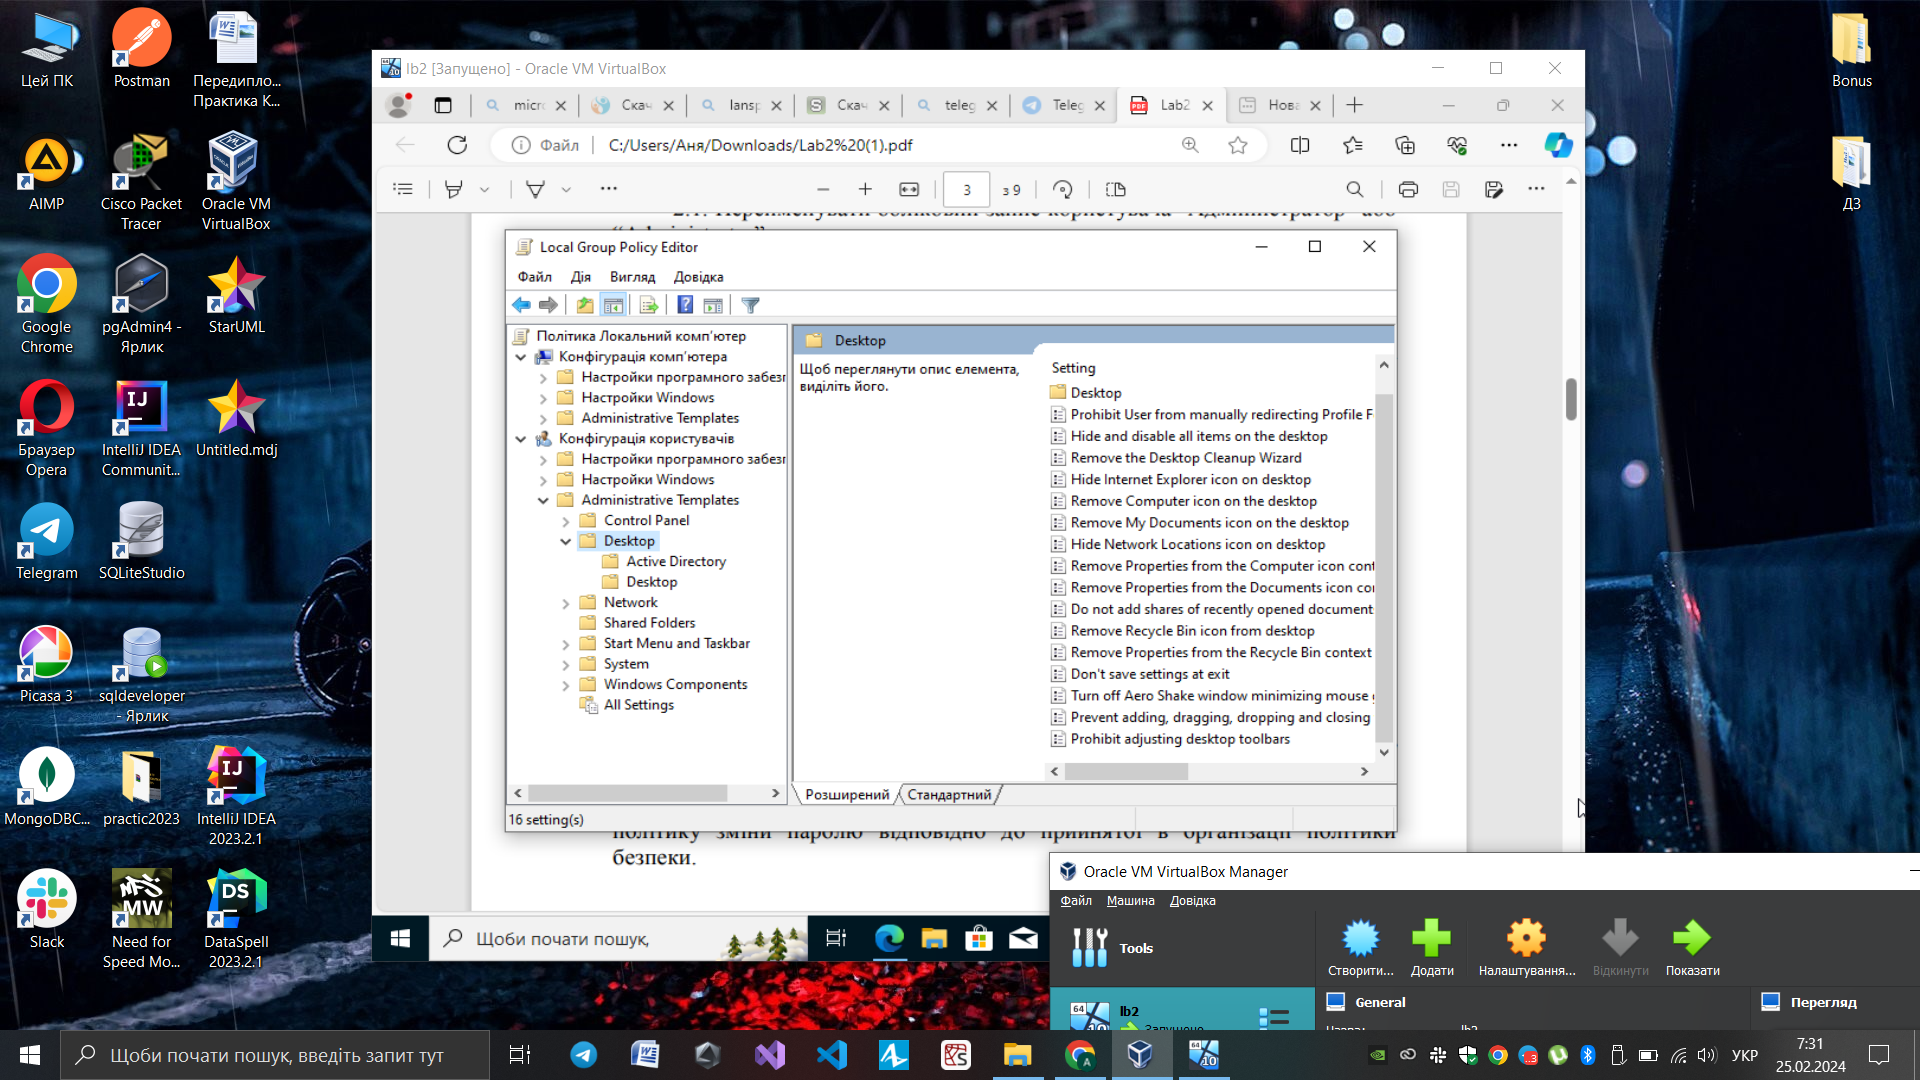 Цей ПК
Postman
Передипло...
Практика К...
AIMP
Cisco Packet
Tracer
Oracle VM
VirtualBox
Google
Chrome
pgAdmin4 -
Ярлик
StarUML
Браузер
Opera
IntelliJ IDEA
Communit...
Untitled.mdj
Telegram
SQLiteStudio
Picasa 3
sqldeveloper
- Ярлик
MongoDBC...
practic2023
IntelliJ IDEA
2023.2.1
Slack
Need for
Speed Mo...
DataSpell
2023.2.1
Bonus
ДЗ
lb2 [Запущено] - Oracle VM VirtualBox
micro
Скач
lansp
Скач
teleg
Teleg
Lab2
Нова
Файл
C:/Users/Аня/Downloads/Lab2%20(1).pdf
3
з 9
2.1. Перейменувати обліковий запис користувача "Адміністратор" або
Local Group Policy Editor
Файл Дія Вигляд Довідка
Політика Локальний комп'ютер
Конфігурація комп'ютера
Настройки програмного забезп
Настройки Windows
Administrative Templates
Конфігурація користувачів
Настройки програмного забезп
Настройки Windows
Administrative Templates
Control Panel
Desktop
Active Directory
Desktop
Network
Shared Folders
Start Menu and Taskbar
System
Windows Components
All Settings
Desktop
Щоб переглянути опис елемента,
виділіть його.
Setting
Desktop
Prohibit User from manually redirecting Profile F
Hide and disable all items on the desktop
Remove the Desktop Cleanup Wizard
Hide Internet Explorer icon on desktop
Remove Computer icon on the desktop
Remove My Documents icon on the desktop
Hide Network Locations icon on desktop
Remove Properties from the Computer icon cont
Remove Properties from the Documents icon co
Do not add shares of recently opened document
Remove Recycle Bin icon from desktop
Remove Properties from the Recycle Bin context
Don't save settings at exit
Turn off Aero Shake window minimizing mouse
Prevent adding, dragging, dropping and closing
Prohibit adjusting desktop toolbars
Розширений
Стандартний
16 setting(s)
політику зміни паролю відповідно до прийнятої в організації політики
безпеки.
Щоби почати пошук,
Oracle VM VirtualBox Manager
Файл Машина Довідка
Tools
Створити...
Додати
Налаштування...
Відкинути
Показати
lb2
Запущено
General
Назва: lb2
Перегляд
Щоби почати пошук, введіть запит тут
УКР
7:31
25.02.2024